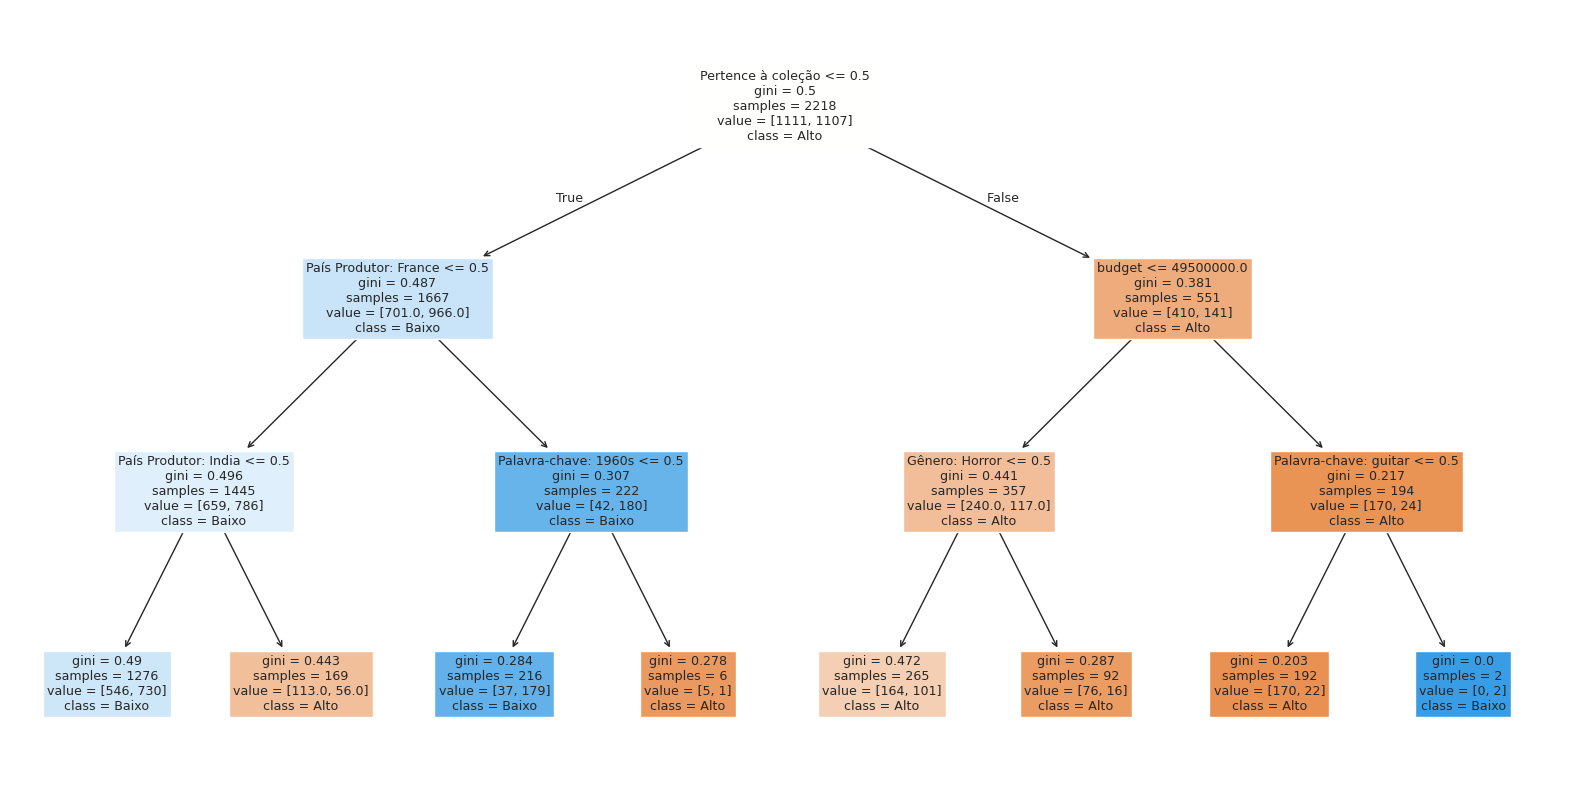 Pertence à coleção <= 0.5
gini = 0.5
samples = 2218
value = [1111, 1107]
class = Alto
True
False
País Produtor: France <= 0.5
gini = 0.487
samples = 1667
value = [701.0, 966.0]
class = Baixo
budget <= 49500000.0
gini = 0.381
samples = 551
value = [410, 141]
class = Alto
País Produtor: India <= 0.5
gini = 0.496
samples = 1445
value = [659, 786]
class = Baixo
Palavra-chave: 1960s <= 0.5
gini = 0.307
samples = 222
value = [42, 180]
class = Baixo
Gênero: Horror <= 0.5
gini = 0.441
samples = 357
value = [240.0, 117.0]
class = Alto
Palavra-chave: guitar <= 0.5
gini = 0.217
samples = 194
value = [170, 24]
class = Alto
gini = 0.49
samples = 1276
value = [546, 730]
class = Baixo
gini = 0.443
samples = 169
value = [113.0, 56.0]
class = Alto
gini = 0.284
samples = 216
value = [37, 179]
class = Baixo
gini = 0.278
samples = 6
value = [5, 1]
class = Alto
gini = 0.472
samples = 265
value = [164, 101]
class = Alto
gini = 0.287
samples = 92
value = [76, 16]
class = Alto
gini = 0.203
samples = 192
value = [170, 22]
class = Alto
gini = 0.0
samples = 2
value = [0, 2]
class = Baixo